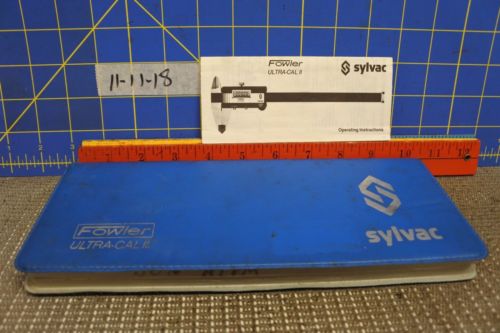 11-11-18
Fowler
ULTRA-CAL II
sylvac
Operating Instructions
1 2 3 4 5 6 7 8 9 10 11 12
Fowler
ULTRA-CAL II
sylvac